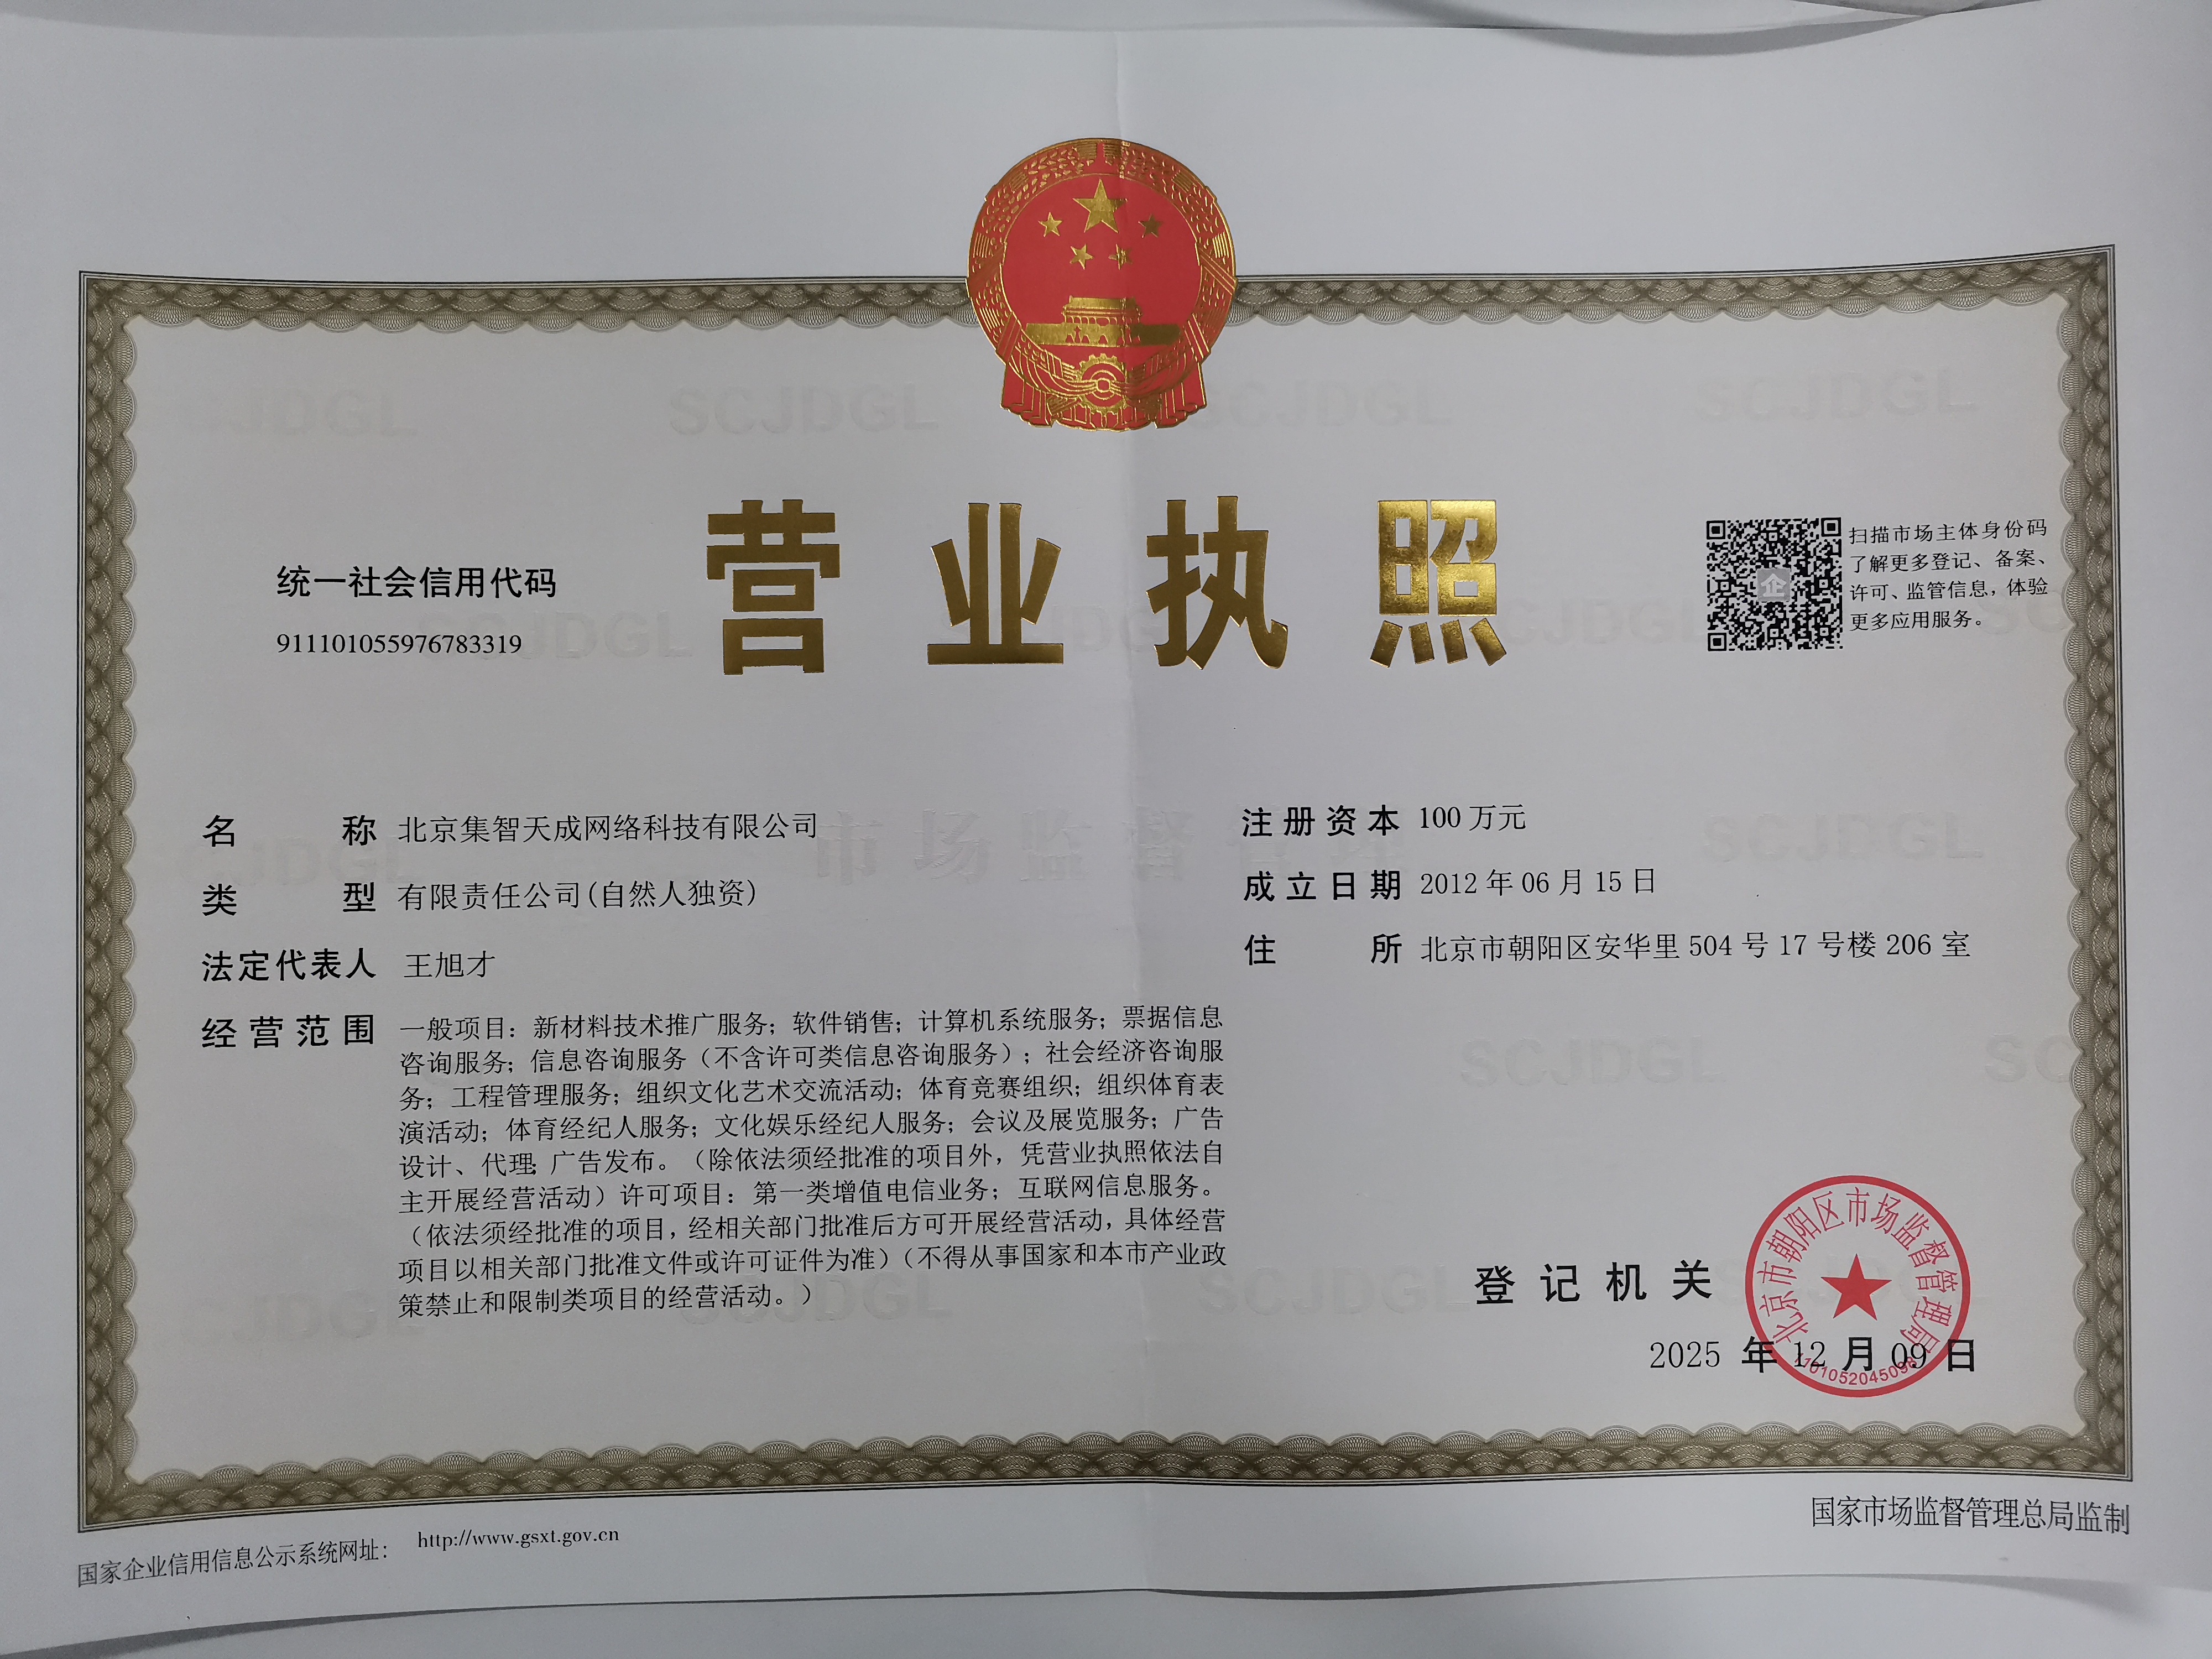 营业执照
统一社会信用代码
911101055976783319
扫描市场主体身份码
了解更多登记、备案、
许可、监管信息，体验
更多应用服务。
企
名称 北京集智天成网络科技有限公司
类型 有限责任公司(自然人独资)
法定代表人 王旭才
经营范围 一般项目：新材料技术推广服务；软件销售；计算机系统服务；票据信息
咨询服务；信息咨询服务（不含许可类信息咨询服务）；社会经济咨询服
务；工程管理服务；组织文化艺术交流活动；体育竞赛组织；组织体育表
演活动；体育经纪人服务；文化娱乐经纪人服务；会议及展览服务；广告
设计、代理；广告发布。（除依法须经批准的项目外，凭营业执照依法自
主开展经营活动）许可项目：第一类增值电信业务；互联网信息服务。
（依法须经批准的项目，经相关部门批准后方可开展经营活动，具体经营
项目以相关部门批准文件或许可证件为准）（不得从事国家和本市产业政
策禁止和限制类项目的经营活动。）
注册资本 100万元
成立日期 2012年06月15日
住所 北京市朝阳区安华里504号17号楼206室
登记机关
北京市朝阳区市场监督管理局
1101052045098
2025年12月09日
国家企业信用信息公示系统网址： http://www.gsxt.gov.cn
国家市场监督管理总局监制
SCJDGL
市场监督管理